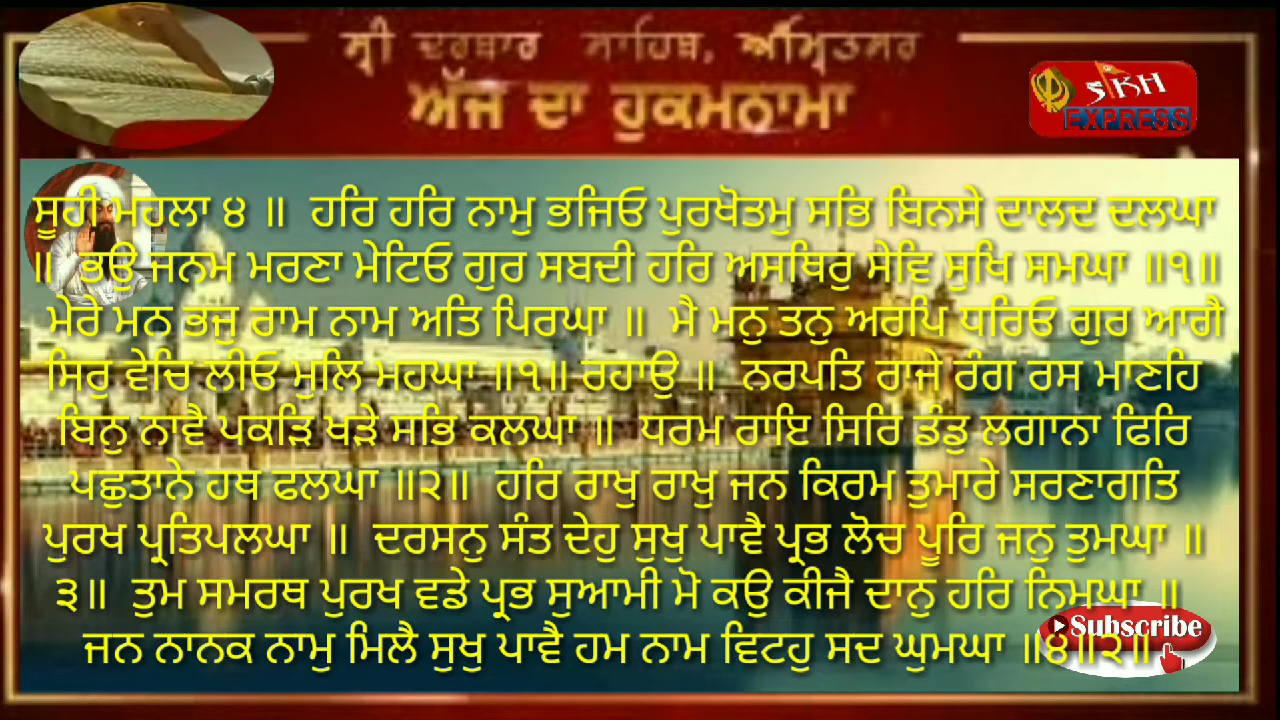 ਸ੍ਰੀ ਦਰਬਾਰ ਸਾਹਿਬ, ਅੰਮ੍ਰਿਤਸਰ
ਅੱਜ ਦਾ ਹੁਕਮਨਾਮਾ
SIKH
EXPRESS
ਸੂਹੀ ਮਹਲਾ ੪ ॥ ਹਰਿ ਹਰਿ ਨਾਮੁ ਭਜਿਓ ਪੁਰਖੋਤਮੁ ਸਭਿ ਬਿਨਸੇ ਦਾਲਦ ਦਲਘਾ
॥ ਭਉ ਜਨਮ ਮਰਣਾ ਮੇਟਿਓ ਗੁਰ ਸਬਦੀ ਹਰਿ ਅਸਥਿਰੁ ਸੇਵਿ ਸੁਖਿ ਸਮਘਾ ॥੧॥
ਮੇਰੇ ਮਨ ਭਜੁ ਰਾਮ ਨਾਮ ਅਤਿ ਪਿਰਘਾ ॥ ਮੈ ਮਨੁ ਤਨੁ ਅਰਪਿ ਧਰਿਓ ਗੁਰ ਆਗੈ
ਸਿਰੁ ਵੇਚਿ ਲੀਓ ਮੁਲਿ ਮਹਘਾ ॥੧॥ ਰਹਾਉ ॥ ਨਰਪਤਿ ਰਾਜੇ ਰੰਗ ਰਸ ਮਾਣਹਿ
ਬਿਨੁ ਨਾਵੈ ਪਕੜਿ ਖੜੇ ਸਭਿ ਕਲਘਾ ॥ ਧਰਮ ਰਾਇ ਸਿਰਿ ਡੰਡੁ ਲਗਾਨਾ ਫਿਰਿ
ਪਛੁਤਾਨੇ ਹਥ ਫਲਘਾ ॥੨॥ ਹਰਿ ਰਾਖੁ ਰਾਖੁ ਜਨ ਕਿਰਮ ਤੁਮਾਰੇ ਸਰਣਾਗਤਿ
ਪੁਰਖ ਪ੍ਰਤਿਪਲਘਾ ॥ ਦਰਸਨੁ ਸੰਤ ਦੇਹੁ ਸੁਖੁ ਪਾਵੈ ਪ੍ਰਭ ਲੋਚ ਪੂਰਿ ਜਨੁ ਤੁਮਘਾ ॥
੩॥ ਤੁਮ ਸਮਰਥ ਪੁਰਖ ਵਡੇ ਪ੍ਰਭ ਸੁਆਮੀ ਮੋ ਕਉ ਕੀਜੈ ਦਾਨੁ ਹਰਿ ਨਿਮਘਾ ॥
ਜਨ ਨਾਨਕ ਨਾਮੁ ਮਿਲੈ ਸੁਖੁ ਪਾਵੈ ਹਮ ਨਾਮ ਵਿਟਹੁ ਸਦ ਘੁਮਘਾ ॥੪॥੨॥
Subscribe